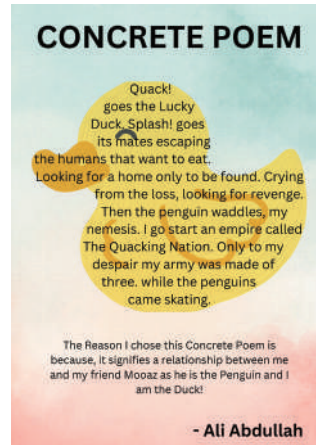 CONCRETE POEM
Quack!
goes the Lucky
Duck, Splash! goes
its mates escaping
the humans that want to eat.
Looking for a home only to be found. Crying
from the loss, looking for revenge.
Then the penguin waddles, my
nemesis. I go start an empire called
The Quacking Nation. Only to my
despair my army was made of
three. while the penguins
came skating.
The Reason I chose this Concrete Poem is
because, it signifies a relationship between me
and my friend Mooaz as he is the Penguin and I
am the Duck!
- Ali Abdullah